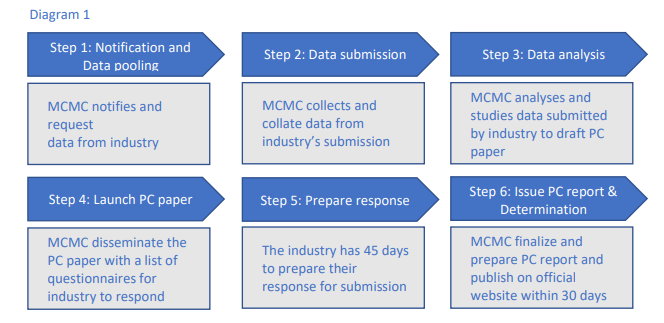 Diagram 1
Step 1: Notification and
Data pooling
Step 2: Data submission
Step 3: Data analysis
MCMC notifies and
request
data from industry
MCMC collects and
collate data from
industry's submission
MCMC analyses and
studies data submitted
by industry to draft PC
paper
Step 4: Launch PC paper
Step 5: Prepare response
Step 6: Issue PC report &
Determination
MCMC disseminate the
PC paper with a list of
questionnaires for
industry to respond
The industry has 45 days
to prepare their
response for submission
MCMC finalize and
prepare PC report and
publish on official
website within 30 days